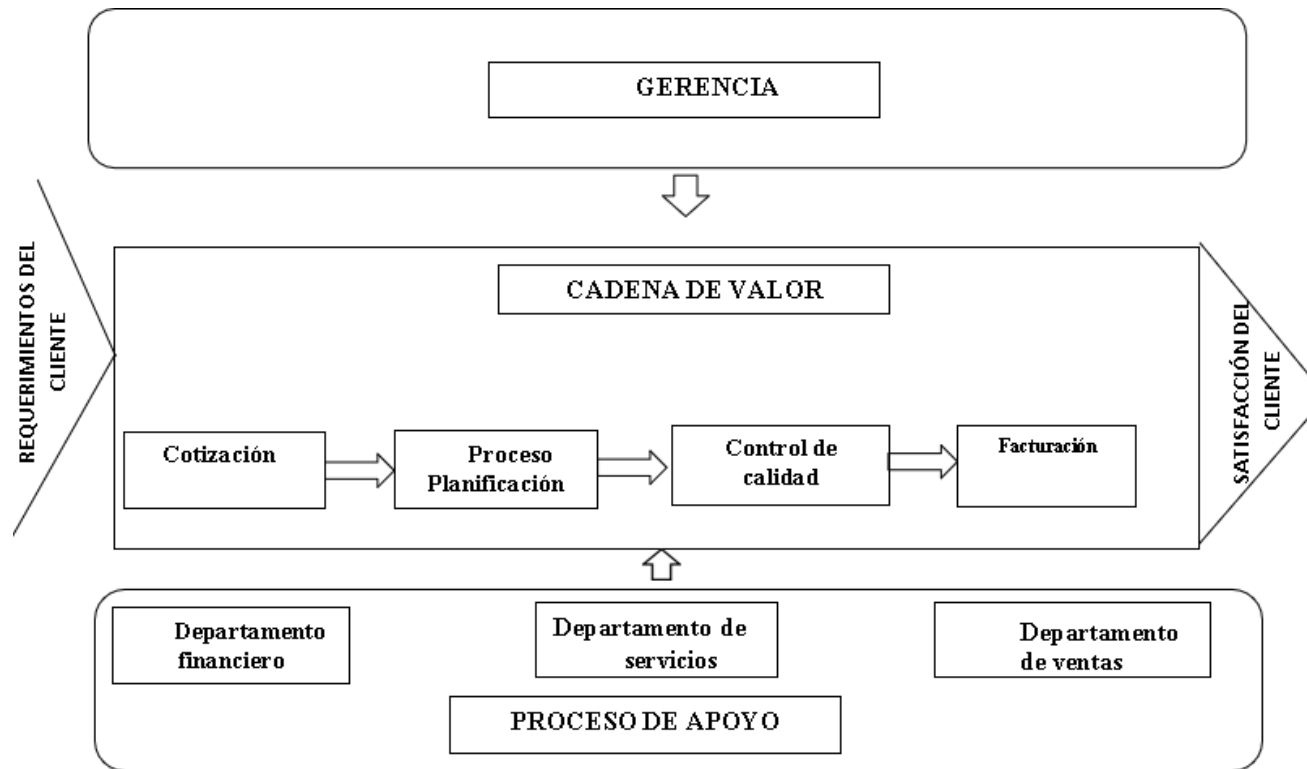 GERENCIA
REQUERIMIENTOS DEL
CLIENTE
CADENA DE VALOR
Cotización
Proceso
Planificación
Control de
calidad
Facturación
SATISFACCIÓN DEL
CLIENTE
Departamento
financiero
Departamento de
servicios
Departamento
de ventas
PROCESO DE APOYO